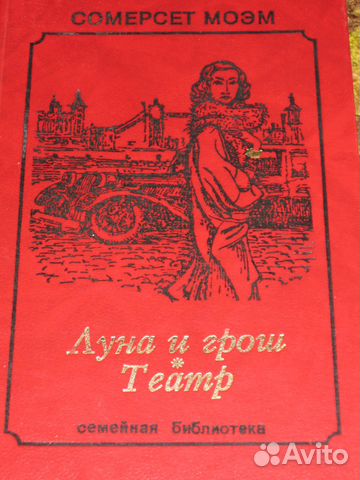 СОМЕРСЕТ МОЭМ
Луна и грош
*
Театр
семейная библиотека
Avito